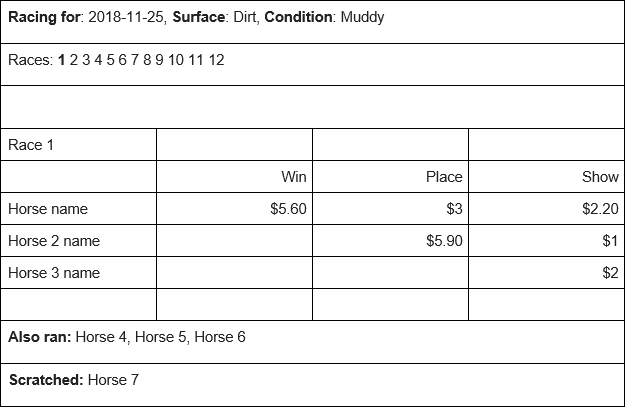 Racing for: 2018-11-25, Surface: Dirt, Condition: Muddy
Races: 1 2 3 4 5 6 7 8 9 10 11 12
Race 1
Win Place Show
Horse name $5.60 $3 $2.20
Horse 2 name $5.90 $1
Horse 3 name $2
Also ran: Horse 4, Horse 5, Horse 6
Scratched: Horse 7